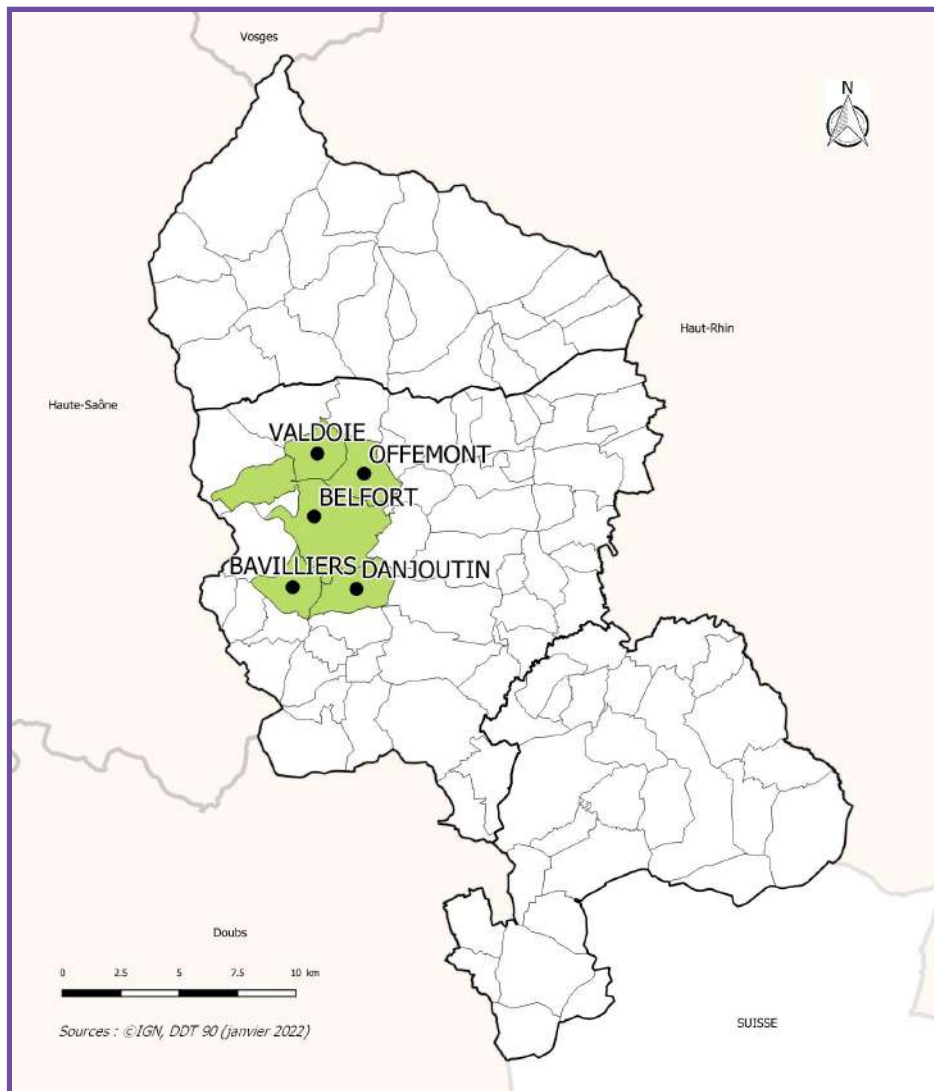 Vosges
N
Haut-Rhin
Haute-Saône
VALDOIE
OFFEMONT
BELFORT
BAVILLIERS
DANJOUTIN
Doubs
0 2.5 5 7.5 10 km
Sources : ©IGN, DDT 90 (janvier 2022)
SUISSE